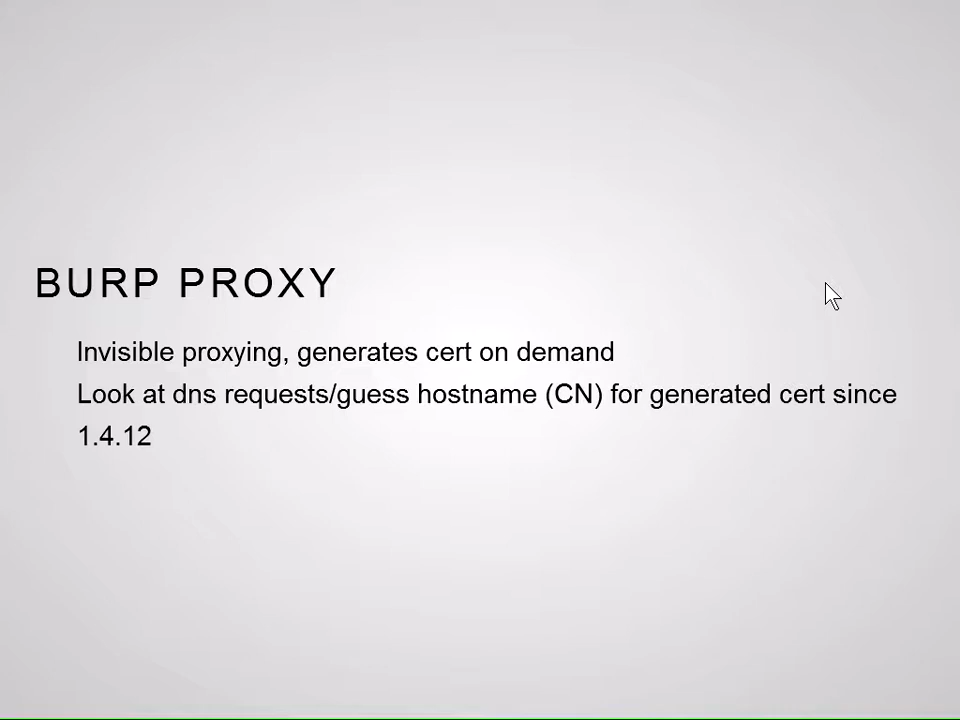 BURP PROXY
Invisible proxying, generates cert on demand
Look at dns requests/guess hostname (CN) for generated cert since
1.4.12